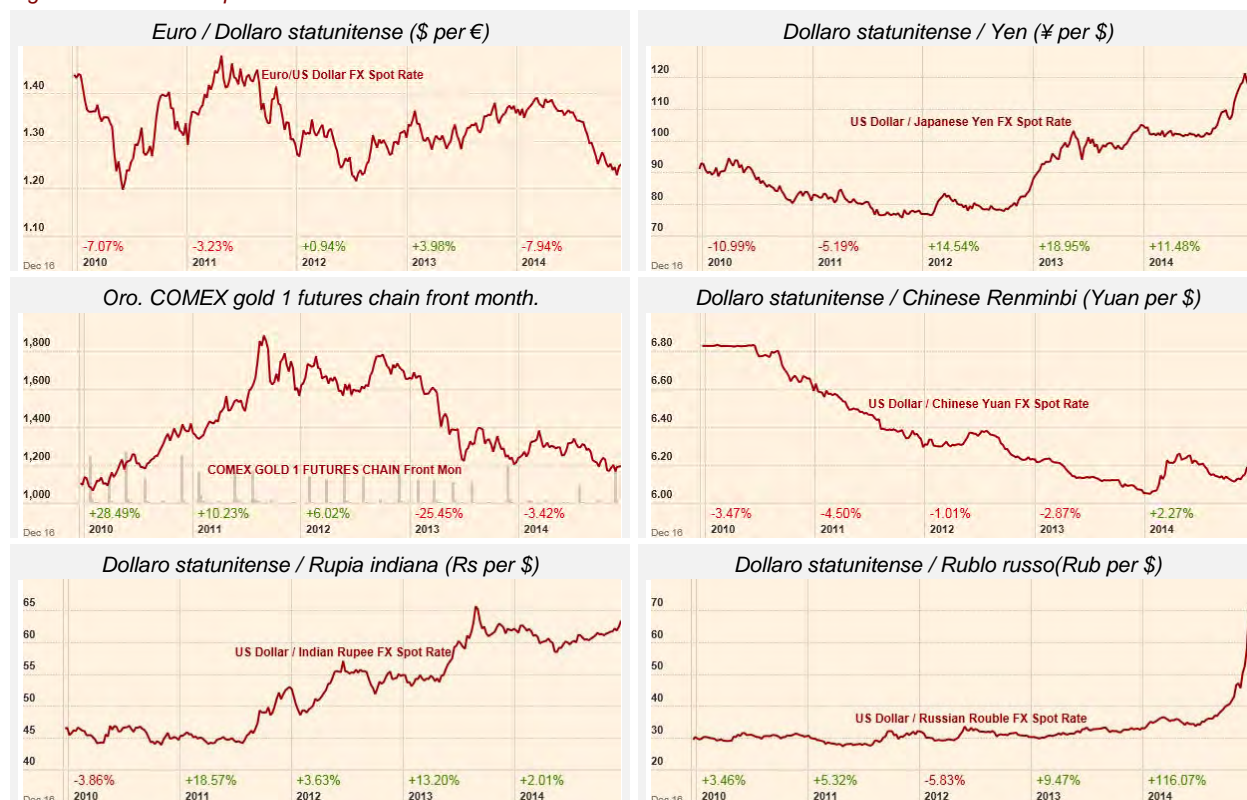 Euro / Dollaro statunitense ($ per €)
Euro/US Dollar FX Spot Rate
1.40
1.30
1.20
1.10
-7.07% -3.23% +0.94% +3.98% -7.94%
Dec 16 2010 2011 2012 2013 2014
Dollaro statunitense / Yen (¥ per $)
120
110
US Dollar / Japanese Yen FX Spot Rate
100
90
80
70
-10.99% -5.19% +14.54% +18.95% +11.48%
Dec 16 2010 2011 2012 2013 2014
Oro. COMEX gold 1 futures chain front month.
1,800
1,600
1,400
1,200
COMEX GOLD 1 FUTURES CHAIN Front Mon
1,000
+28.49% +10.23% +6.02% -25.45% -3.42%
Dec 16 2010 2011 2012 2013 2014
Dollaro statunitense / Chinese Renminbi (Yuan per $)
6.80
6.60
US Dollar / Chinese Yuan FX Spot Rate
6.40
6.20
6.00
-3.47% -4.50% -1.01% -2.87% +2.27%
Dec 16 2010 2011 2012 2013 2014
Dollaro statunitense / Rupia indiana (Rs per $)
65
60
US Dollar / Indian Rupee FX Spot Rate
55
50
45
40
-3.86% +18.57% +3.63% +13.20% +2.01%
2010 2011 2012 2013 2014
Dollaro statunitense / Rublo russo(Rub per $)
70
60
50
40
US Dollar / Russian Rouble FX Spot Rate
30
20
+3.46% +5.32% -5.83% +9.47% +116.07%
2010 2011 2012 2013 2014